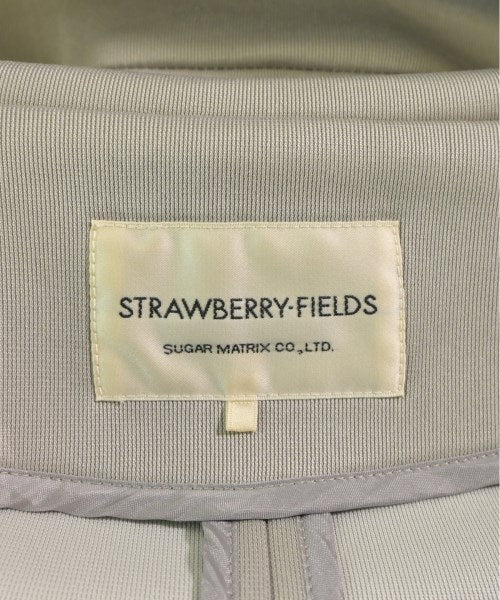 STRAWBERRY·FIELDS
SUGAR MATRIX CO.,LTD.